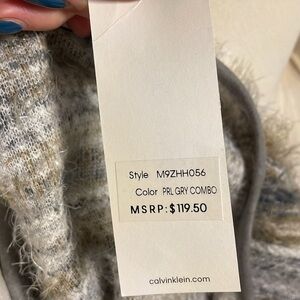 Style M9ZHH056
Color PRL GRY COMBO
MSRP: $119.50
calvinklein.com